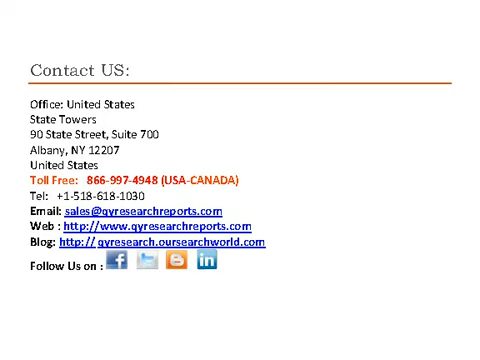 Contact US:
Office: United States
State Towers
90 State Street, Suite 700
Albany, NY 12207
United States
Toll Free: 866-997-4948 (USA-CANADA)
Tel: +1-518-618-1030
Email: sales@qyresearchreports.com
Web : http://www.qyresearchreports.com
Blog: http:// qyresearch.oursearchworld.com
Follow Us on :